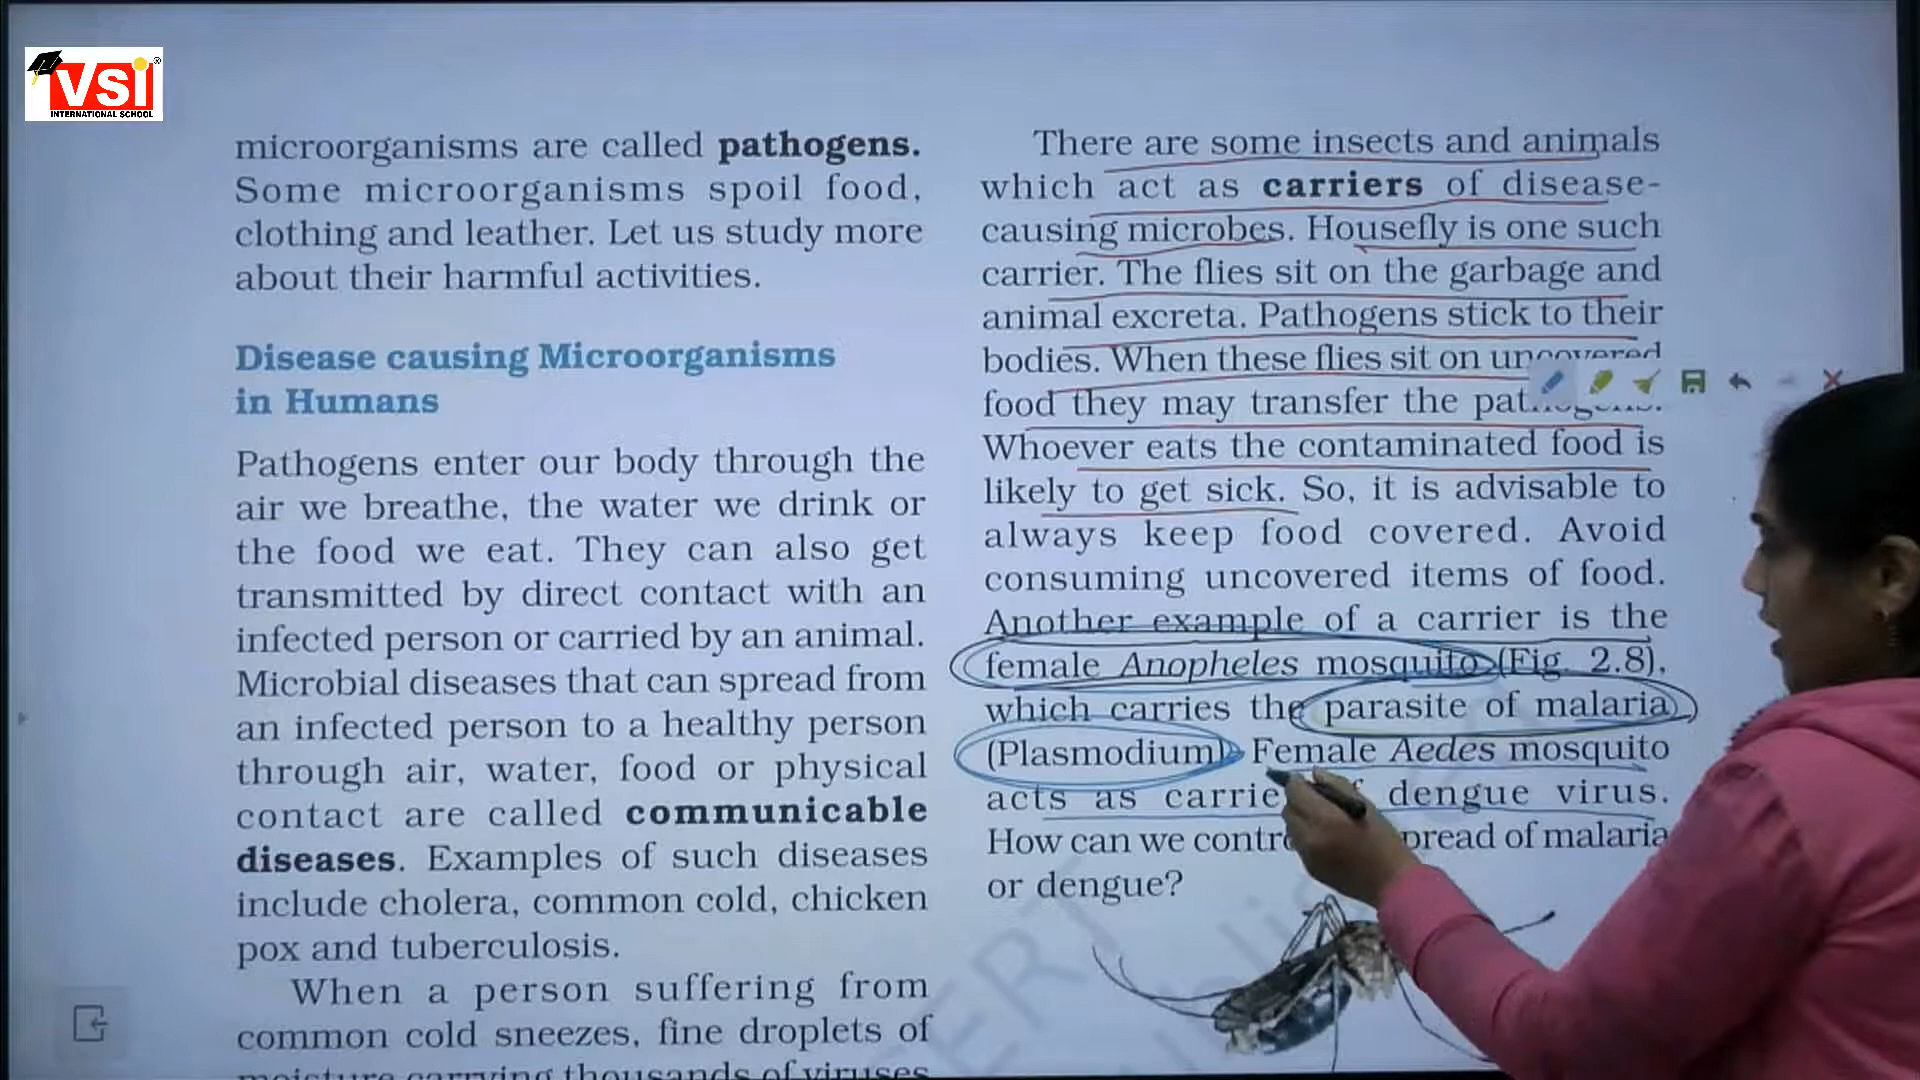 VSI
INTERNATIONAL SCHOOL
microorganisms are called pathogens.
Some microorganisms spoil food,
clothing and leather. Let us study more
about their harmful activities.
Disease causing Microorganisms
in Humans
Pathogens enter our body through the
air we breathe, the water we drink or
the food we eat. They can also get
transmitted by direct contact with an
infected person or carried by an animal.
Microbial diseases that can spread from
an infected person to a healthy person
through air, water, food or physical
contact are called communicable
diseases. Examples of such diseases
include cholera, common cold, chicken
pox and tuberculosis.
When a person suffering from
common cold sneezes, fine droplets of
moisture carrying thousands of viruses
There are some insects and animals
which act as carriers of disease-
causing microbes. Housefly is one such
carrier. The flies sit on the garbage and
animal excreta. Pathogens stick to their
bodies. When these flies sit on uncovered
food they may transfer the
Whoever eats the contaminated food is
likely to get sick. So, it is advisable to
always keep food covered. Avoid
consuming uncovered items of food.
Another example of a carrier is the
female Anopheles mosquito (Fig. 2.8),
which carries the parasite of malaria
(Plasmodium). Female Aedes mosquito
acts as dengue virus.
How can we of malaria
or dengue?